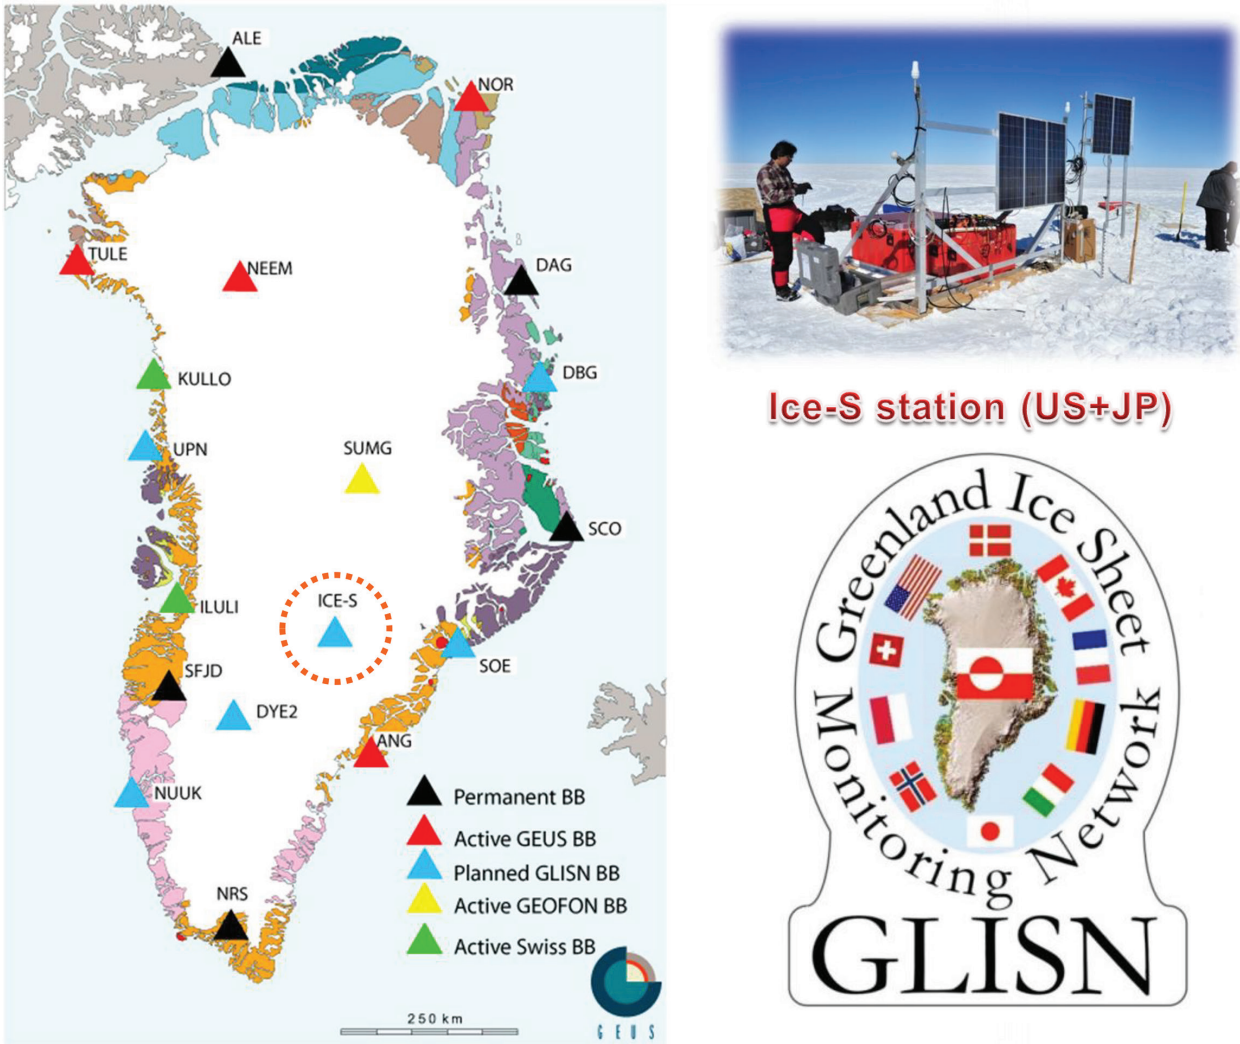 ALE
NOR
TULE
NEEM
DAG
KULLO
DBG
UPN
SUMG
SCO
ICE-S
ILULI
SOE
SFJD
DYE2
ANG
NUUK
NRS
Permanent BB
Active GEUS BB
Planned GLISN BB
Active GEOFON BB
Active Swiss BB
250 km
GEUS
Ice-S station (US+JP)
Greenland Ice Sheet
Monitoring Network
GLISN